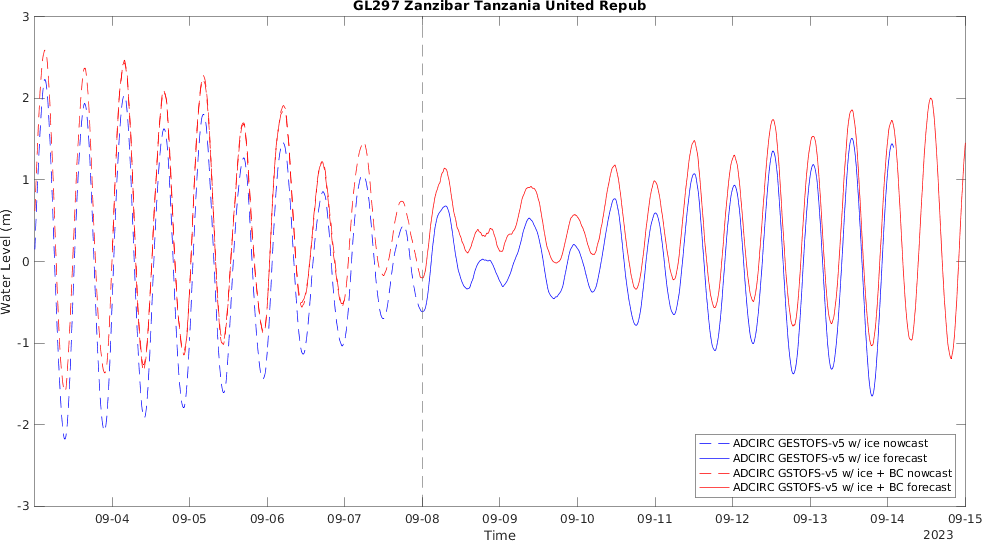 GL297 Zanzibar Tanzania United Repub
3
2
1
0
-1
-2
-3
Water Level (m)
ADCIRC GESTOFS-v5 w/ ice nowcast
ADCIRC GESTOFS-v5 w/ ice forecast
ADCIRC GSTOFS-v5 w/ ice + BC nowcast
ADCIRC GSTOFS-v5 w/ ice + BC forecast
09-04 09-05 09-06 09-07 09-08 09-09 09-10 09-11 09-12 09-13 09-14 09-15
Time
2023